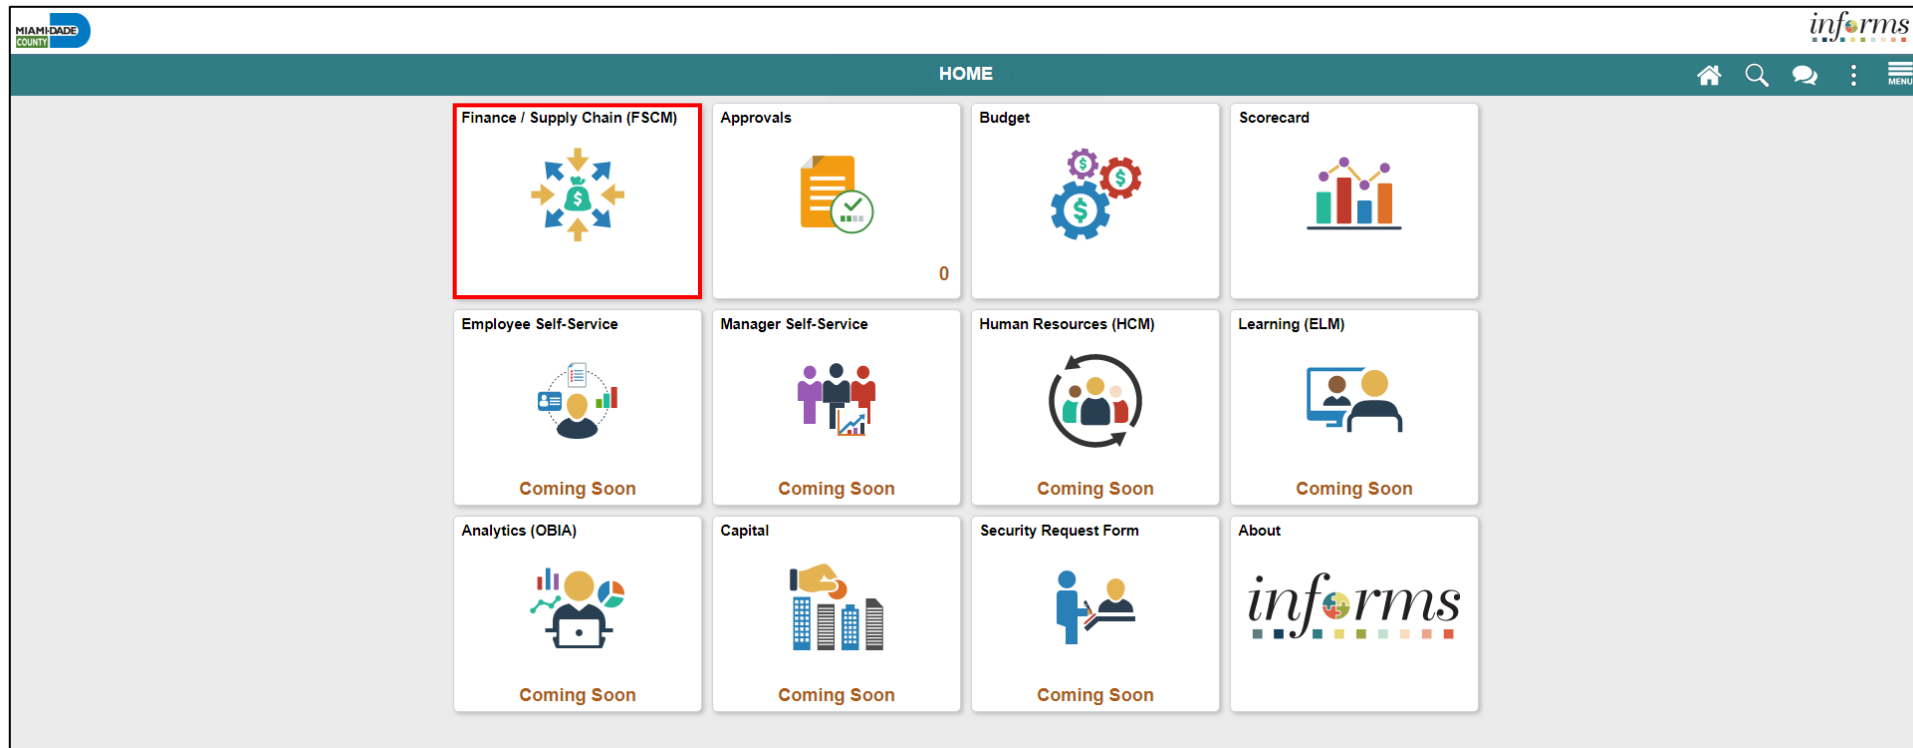 MIAMI-DADE
COUNTY
informs
HOME
MENU
Finance / Supply Chain (FSCM)
Approvals
Budget
Scorecard
$
$
$
$
0
Employee Self-Service
Manager Self-Service
Human Resources (HCM)
Learning (ELM)
Coming Soon
Coming Soon
Coming Soon
Coming Soon
Analytics (OBIA)
Capital
Security Request Form
About
informs
Coming Soon
Coming Soon
Coming Soon